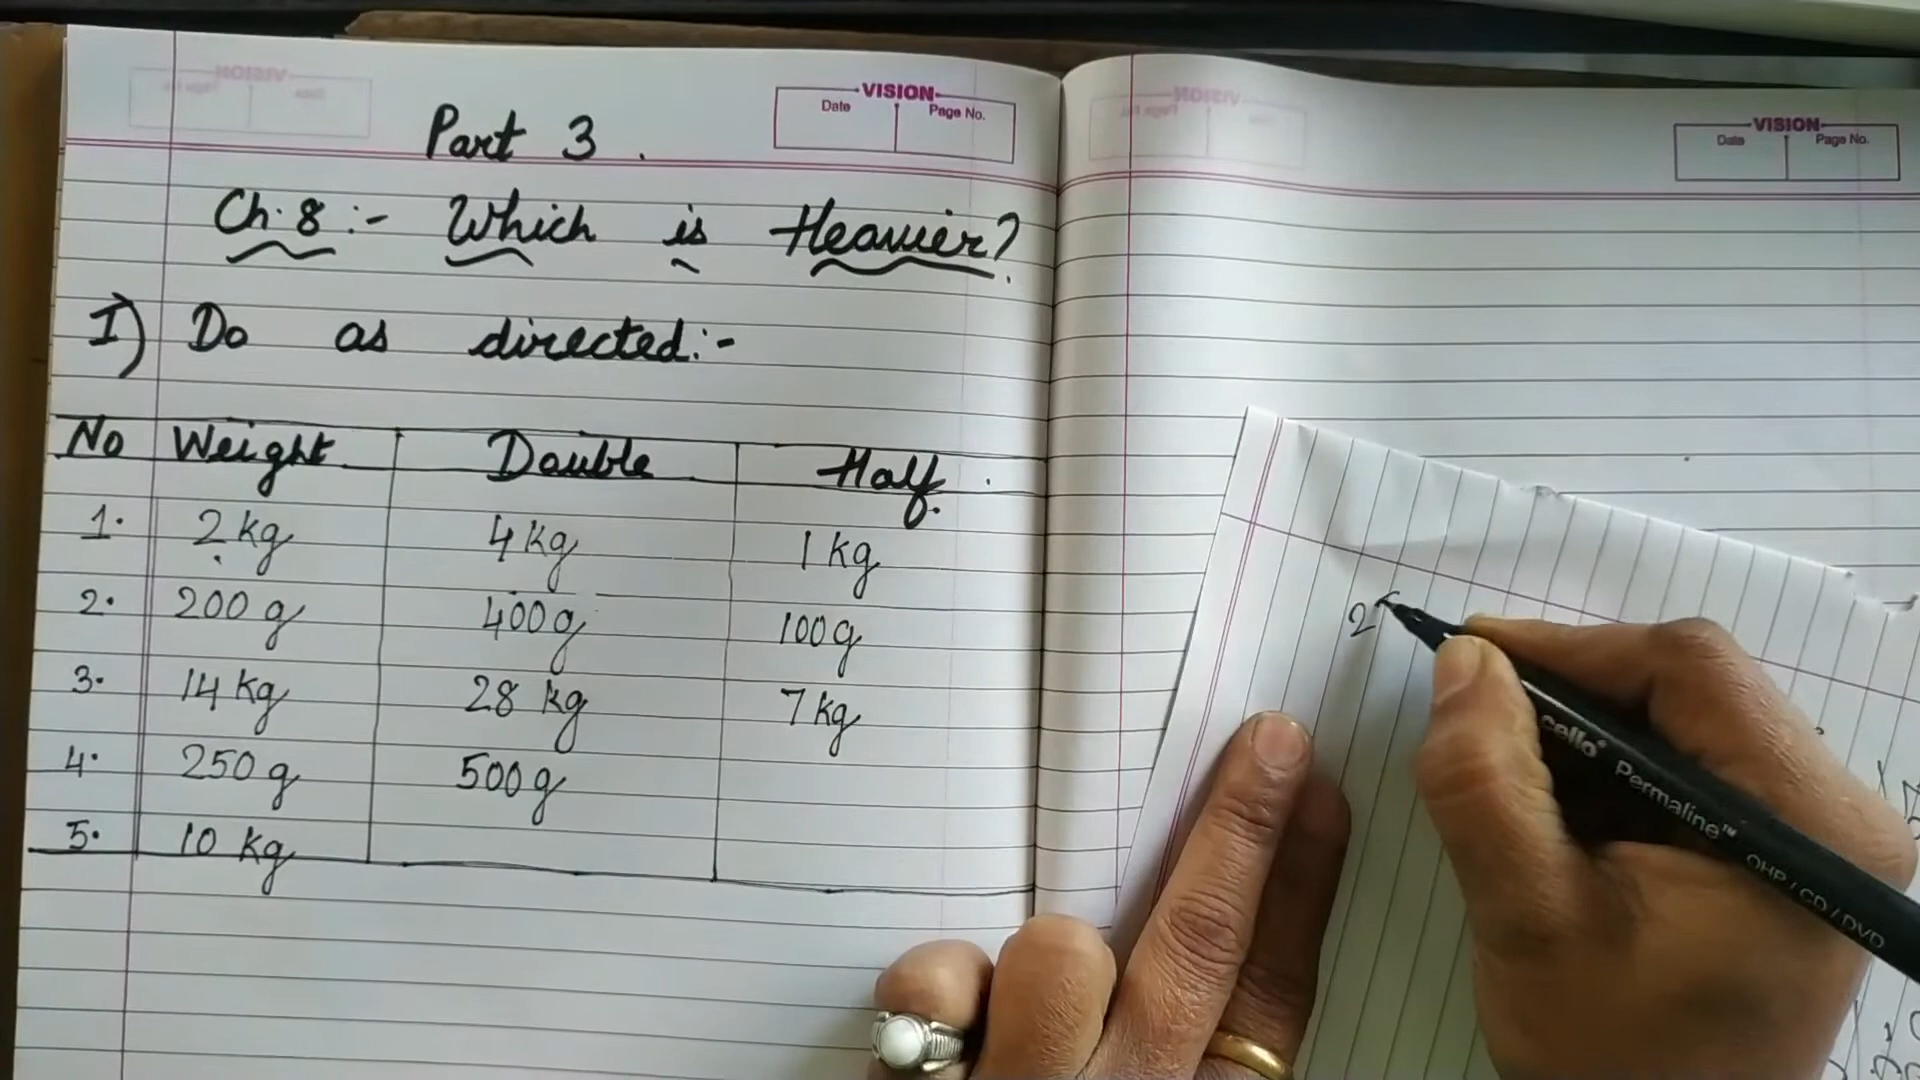 VISION
Date Page No.
Part 3 .
Ch. 8 :- Which is Heavier?
I) Do as directed:-
No Weight Double Half.
1. 2 kg 4 kg 1 kg
2. 200 g 400 g 100 g
3. 14 kg 28 kg 7 kg
4. 250 g 500 g
5. 10 kg
VISION
Date Page No.
2
cello Permaline™ OHP / CD / DVD